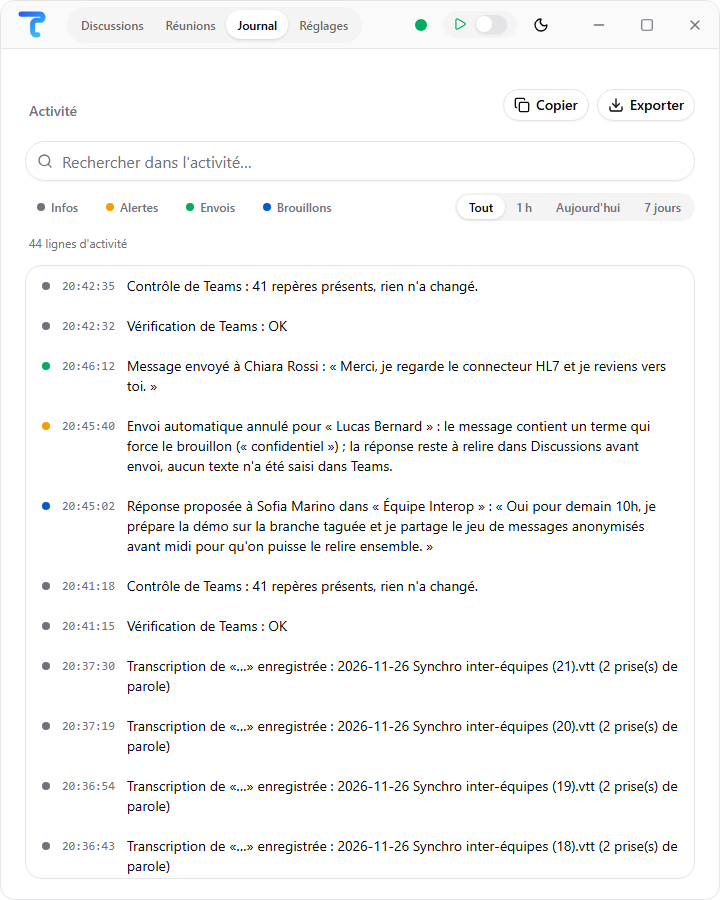 Discussions Réunions Journal Réglages
Activité
Copier Exporter
Rechercher dans l'activité...
Infos Alertes Envois Brouillons Tout 1 h Aujourd'hui 7 jours
44 lignes d'activité
20:42:35 Contrôle de Teams : 41 repères présents, rien n'a changé.
20:42:32 Vérification de Teams : OK
20:46:12 Message envoyé à Chiara Rossi : « Merci, je regarde le connecteur HL7 et je reviens vers
toi. »
20:45:40 Envoi automatique annulé pour « Lucas Bernard » : le message contient un terme qui
force le brouillon (« confidentiel ») ; la réponse reste à relire dans Discussions avant
envoi, aucun texte n'a été saisi dans Teams.
20:45:02 Réponse proposée à Sofia Marino dans « Équipe Interop » : « Oui pour demain 10h, je
prépare la démo sur la branche taguée et je partage le jeu de messages anonymisés
avant midi pour qu'on puisse le relire ensemble. »
20:41:18 Contrôle de Teams : 41 repères présents, rien n'a changé.
20:41:15 Vérification de Teams : OK
20:37:30 Transcription de «...» enregistrée : 2026-11-26 Synchro inter-équipes (21).vtt (2 prise(s) de
parole)
20:37:19 Transcription de «...» enregistrée : 2026-11-26 Synchro inter-équipes (20).vtt (2 prise(s) de
parole)
20:36:54 Transcription de «...» enregistrée : 2026-11-26 Synchro inter-équipes (19).vtt (2 prise(s) de
parole)
20:36:43 Transcription de «...» enregistrée : 2026-11-26 Synchro inter-équipes (18).vtt (2 prise(s) de
parole)